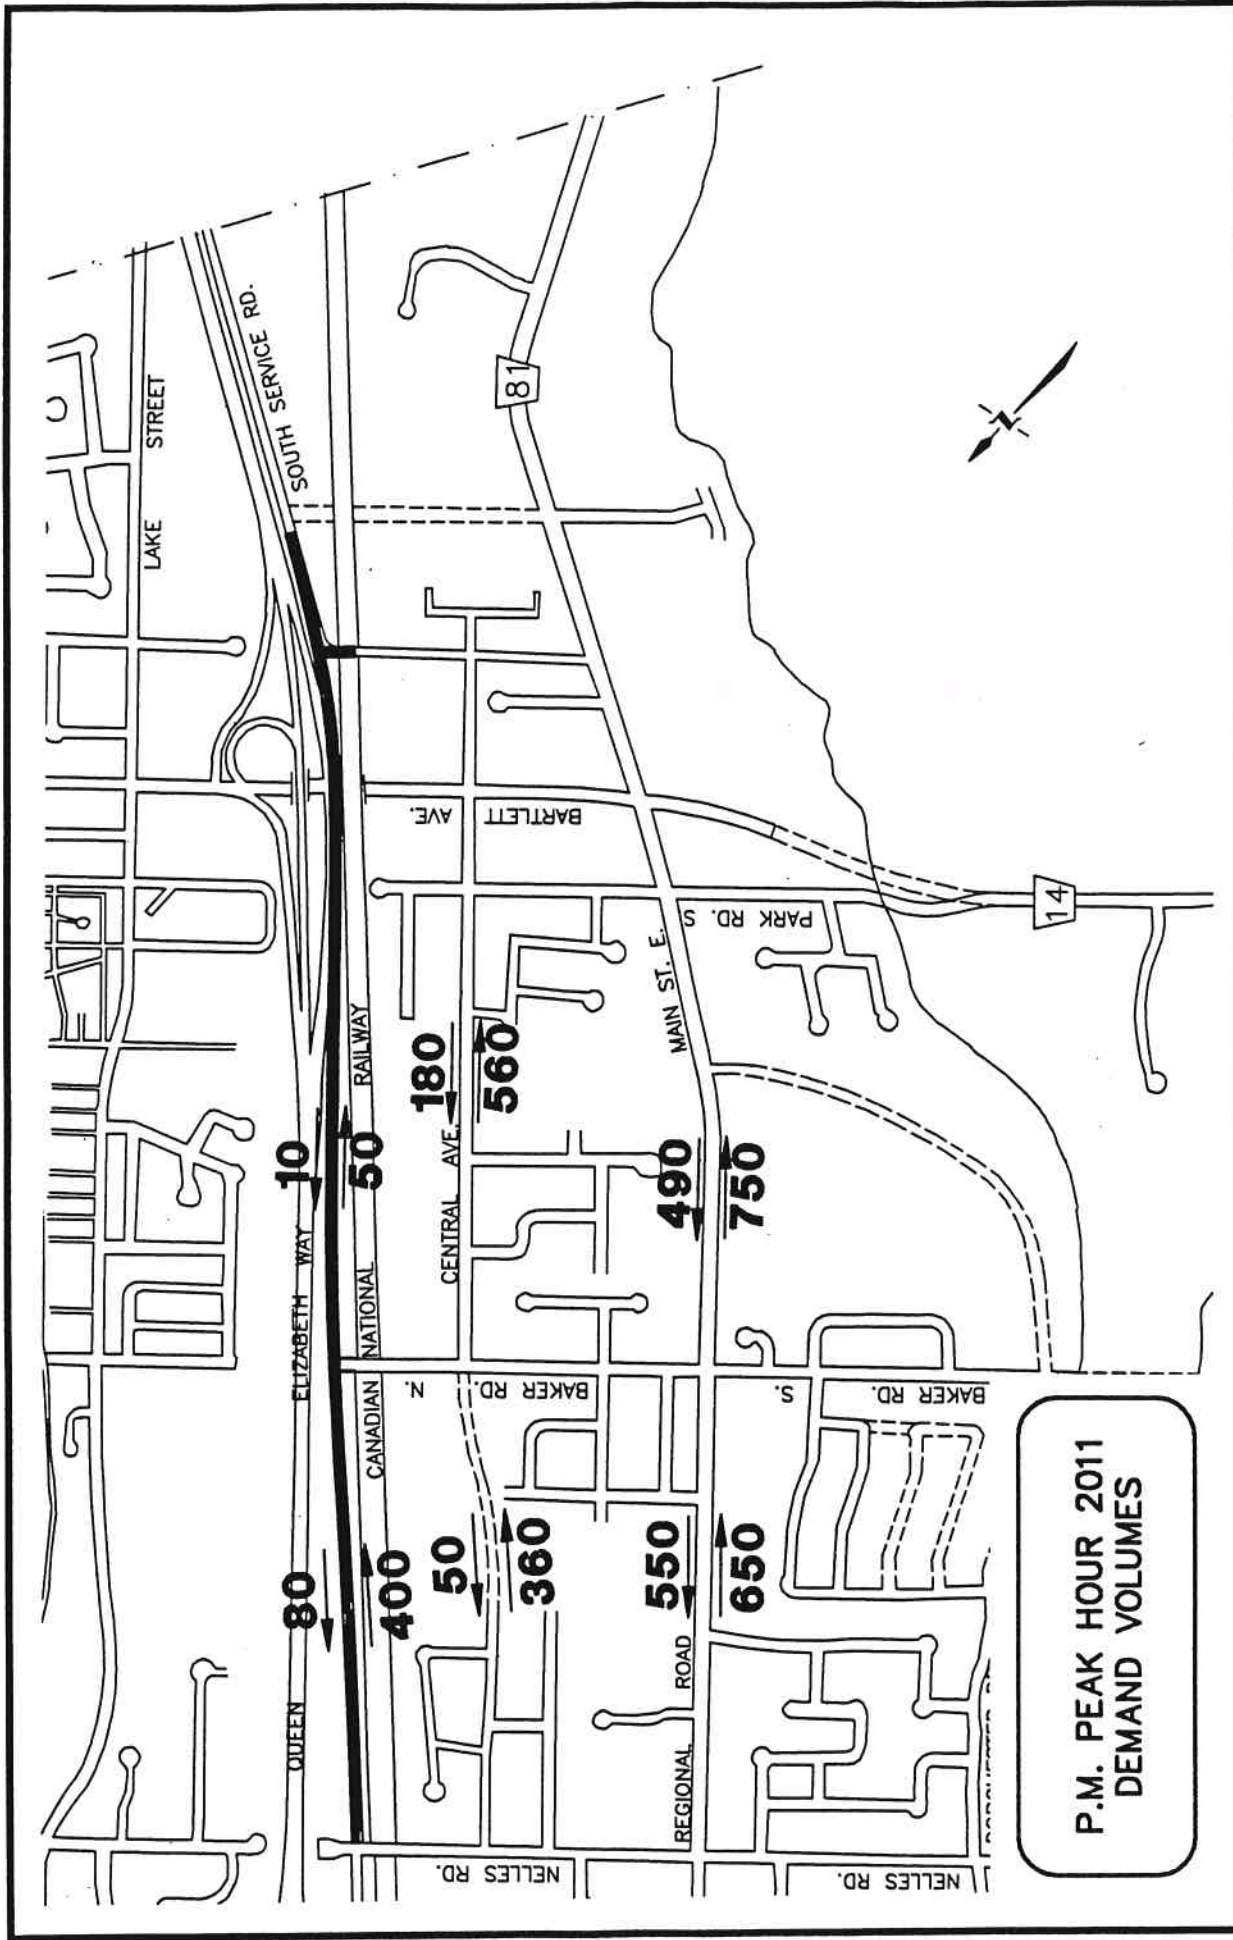 LAKE STREET
SOUTH SERVICE RD.
QUEEN ELIZABETH WAY
CANADIAN NATIONAL RAILWAY
CENTRAL AVE.
BARTLETT AVE.
PARK RD. S
MAIN ST. E.
REGIONAL ROAD
81
14
BAKER RD. N.
BAKER RD. S.
NELLES RD.
NELLES RD.
80
400
10
50
50
360
180
560
550
650
490
750
N
P.M. PEAK HOUR 2011
DEMAND VOLUMES